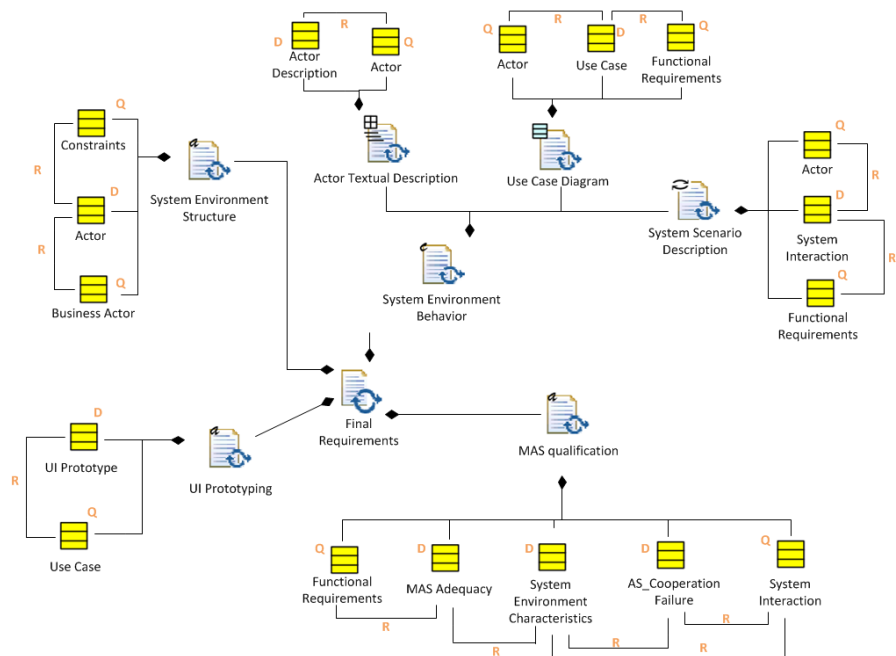 R
D
Actor
Description
Q
Actor
R
R
Q
Actor
D
Use Case
Q
Functional
Requirements
Q
Constraints
R
D
Actor
R
Q
Business Actor
a
System Environment
Structure
Actor Textual Description
Use Case Diagram
System Scenario
Description
Q
Actor
R
D
System
Interaction
R
Q
Functional
Requirements
c
System Environment
Behavior
Final
Requirements
a
MAS qualification
a
UI Prototyping
D
UI Prototype
R
Q
Use Case
Q
Functional
Requirements
D
MAS Adequacy
D
System
Environment
Characteristics
D
AS_Cooperation
Failure
Q
System
Interaction
R
R
R
R
R